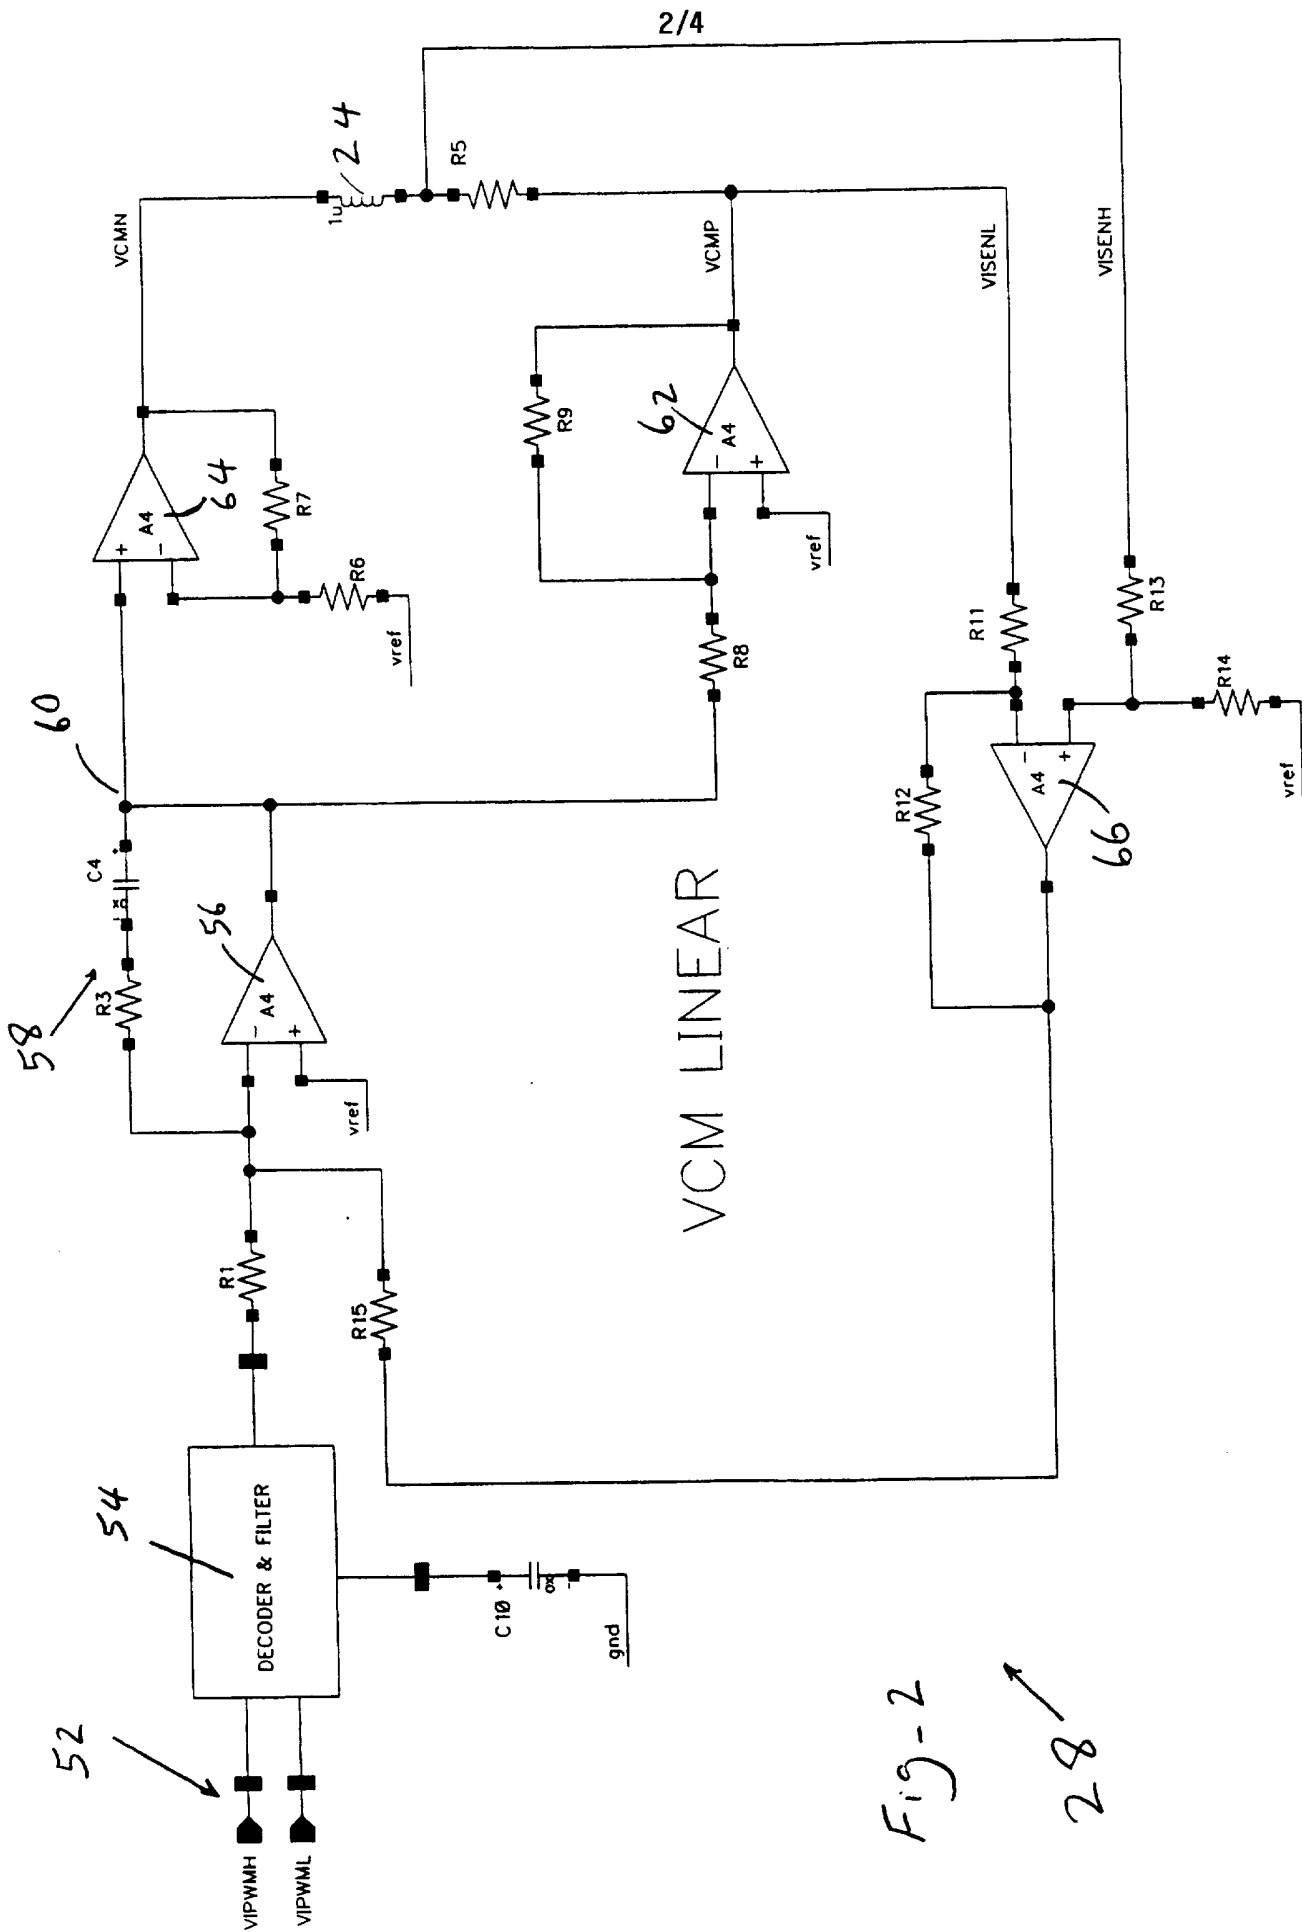 2/4
VIPWMH
VIPWML
52
54
DECODER & FILTER
C10
+
-
gnd
R1
R15
58
R3
C4
+
56
A4
-
+
vref
60
64
A4
+
-
R7
R6
vref
VCMN
1u
24
R5
R8
R9
62
A4
-
+
vref
VCMP
VISENL
VISENH
R11
R12
R13
R14
66
A4
-
+
vref
VCM LINEAR
Fig-2
28